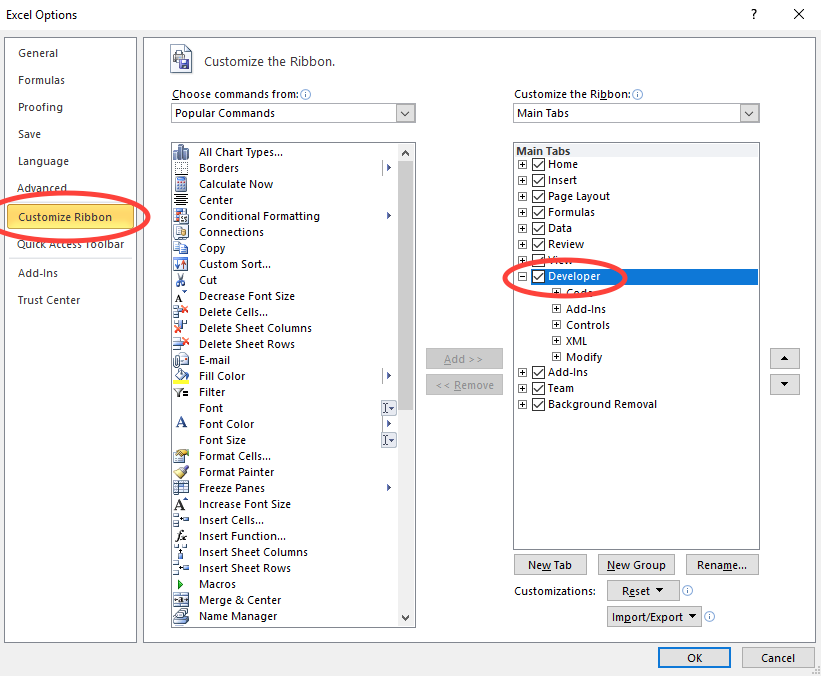 Excel Options
?
General
Formulas
Proofing
Save
Language
Advanced
Customize Ribbon
Quick Access Toolbar
Add-Ins
Trust Center
Customize the Ribbon.
Choose commands from:
Popular Commands
All Chart Types...
Borders
Calculate Now
Center
Conditional Formatting
Connections
Copy
Custom Sort...
Cut
Decrease Font Size
Delete Cells...
Delete Sheet Columns
Delete Sheet Rows
E-mail
Fill Color
Filter
Font
Font Color
Font Size
Format Cells...
Format Painter
Freeze Panes
Increase Font Size
Insert Cells...
Insert Function...
Insert Sheet Columns
Insert Sheet Rows
Macros
Merge & Center
Name Manager
Add >>
<< Remove
Customize the Ribbon:
Main Tabs
Main Tabs
Home
Insert
Page Layout
Formulas
Data
Review
View
Developer
Code
Add-Ins
Controls
XML
Modify
Add-Ins
Team
Background Removal
New Tab
New Group
Rename...
Customizations:
Reset
Import/Export
OK
Cancel